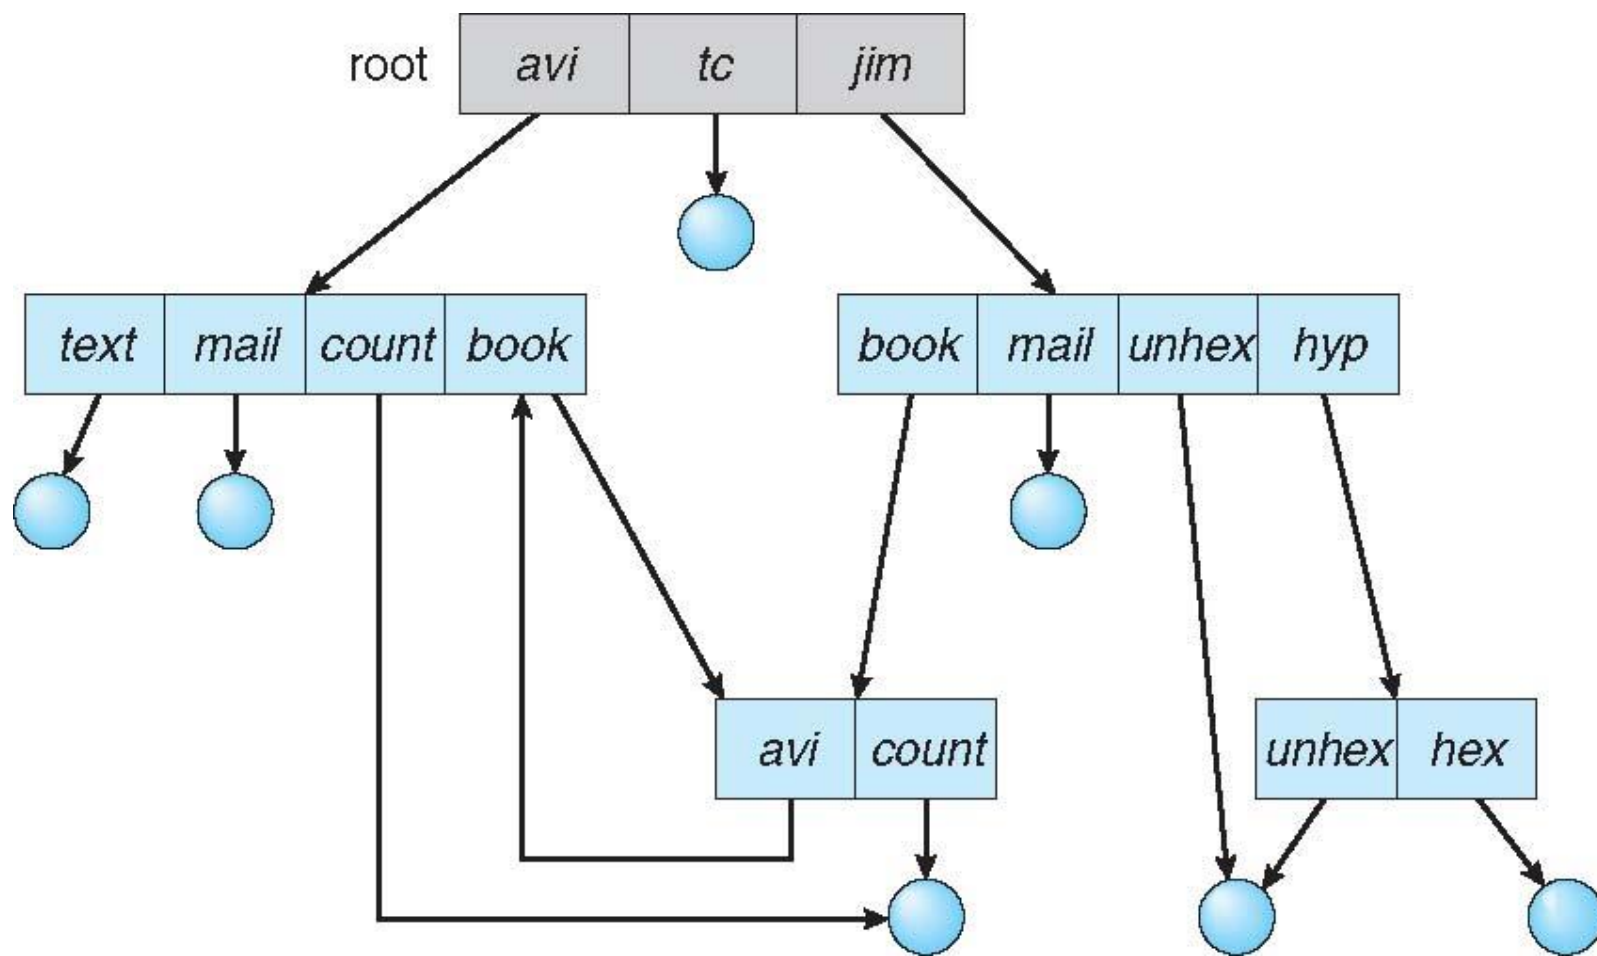 root avi tc jim
text mail count book book mail unhex hyp
avi count unhex hex